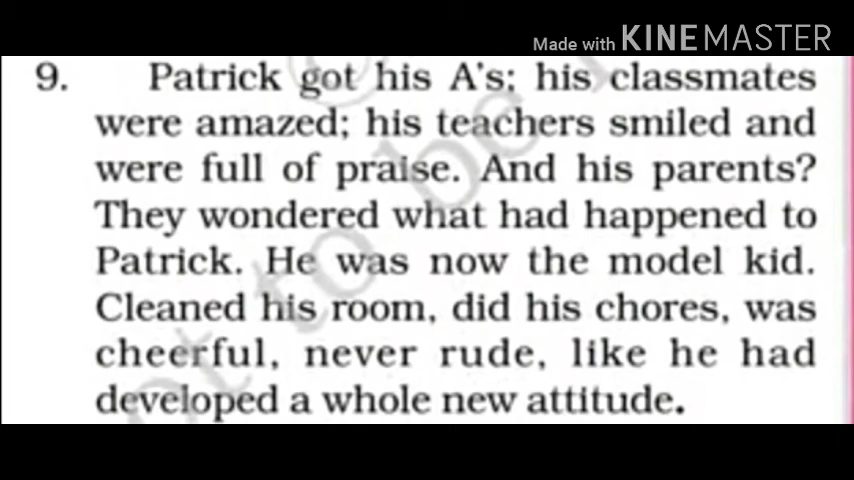 Made with KINEMASTER
9. Patrick got his A's; his classmates
were amazed; his teachers smiled and
were full of praise. And his parents?
They wondered what had happened to
Patrick. He was now the model kid.
Cleaned his room, did his chores, was
cheerful, never rude, like he had
developed a whole new attitude.